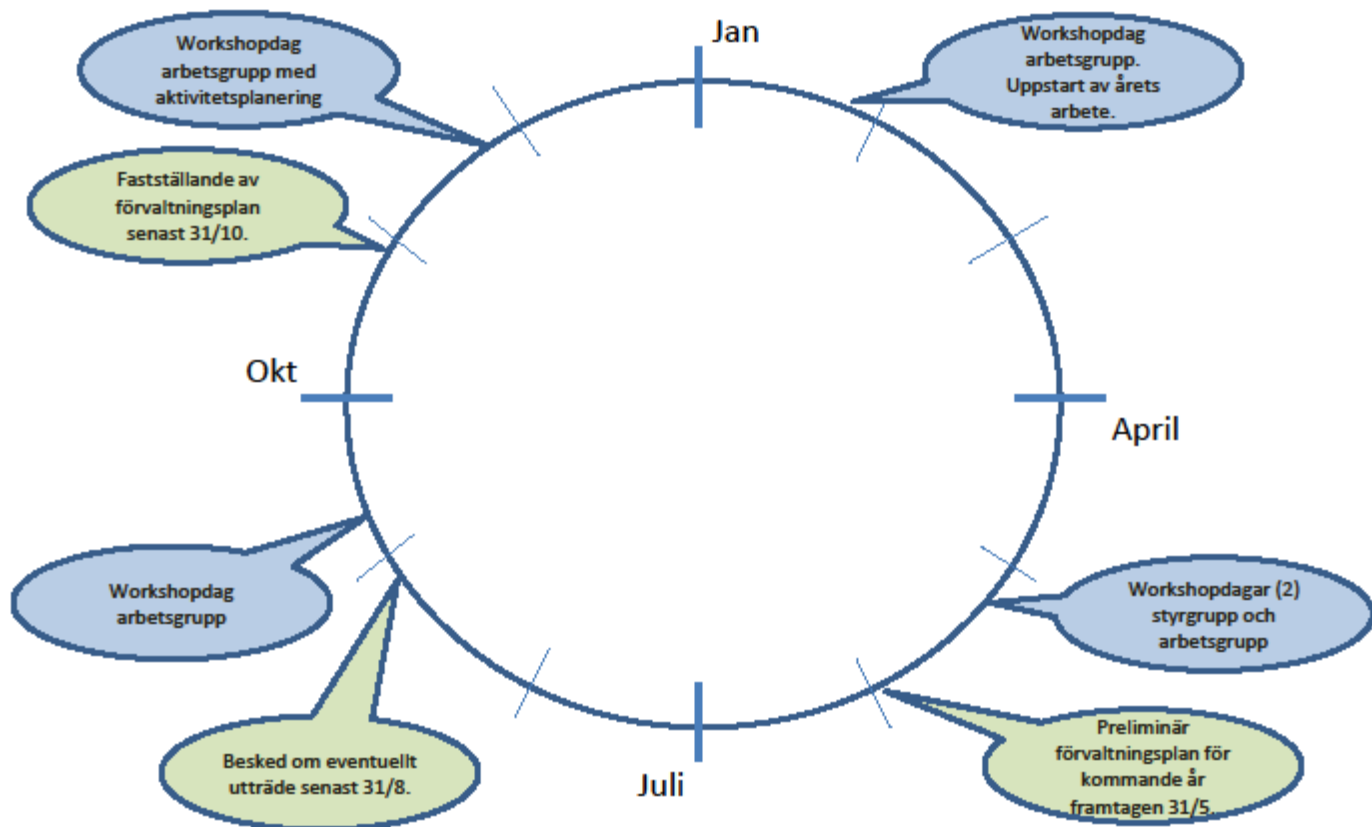 Jan
Workshopdag
arbetsgrupp med
aktivitetsplanering
Workshopdag
arbetsgrupp.
Uppstart av årets
arbete.
Fastställande av
förvaltningsplan
senast 31/10.
Okt
April
Workshopdag
arbetsgrupp
Workshopdagar (2)
styrgrupp och
arbetsgrupp
Besked om eventuellt
utträde senast 31/8.
Juli
Preliminär
förvaltningsplan för
kommande år
framtagen 31/5.